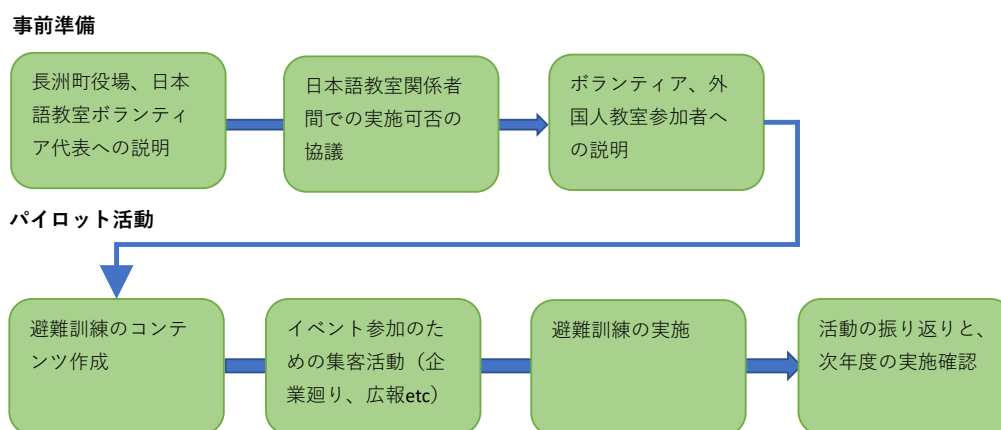 事前準備
長洲町役場、日本
語教室ボランティ
ア代表への説明
日本語教室関係者
間での実施可否の
協議
ボランティア、外
国人教室参加者へ
の説明
パイロット活動
避難訓練のコンテ
ンツ作成
イベント参加のた
めの集客活動（企
業廻り、広報etc）
避難訓練の実施
活動の振り返りと、
次年度の実施確認